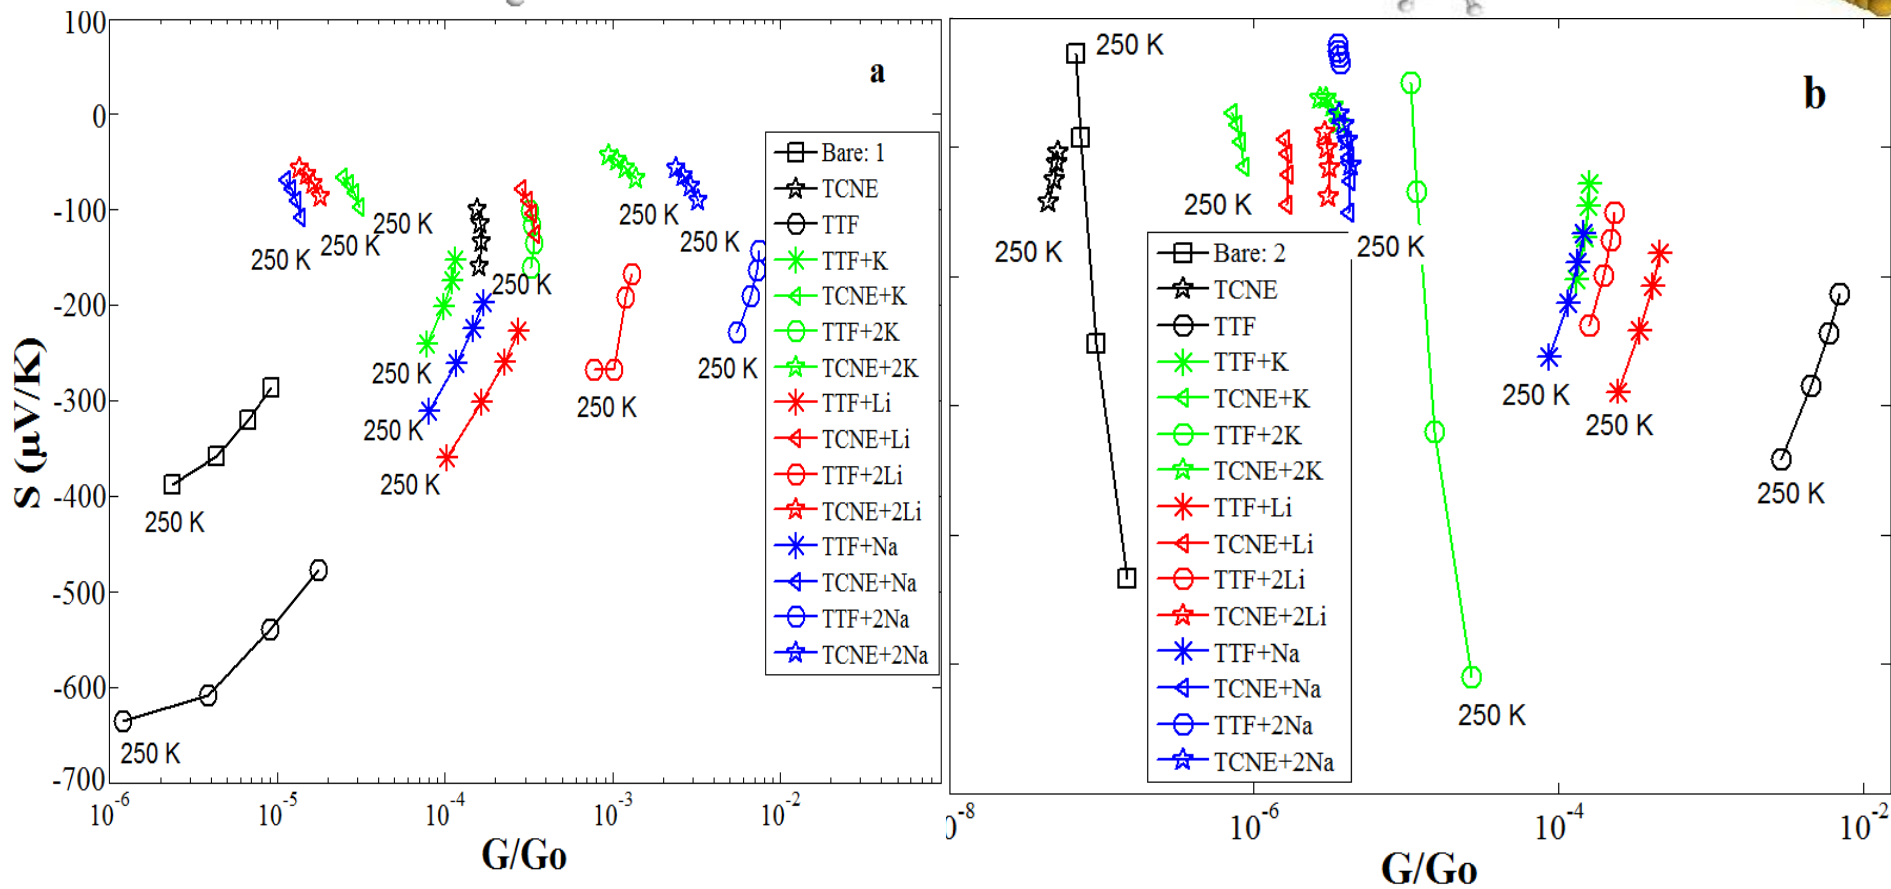 100
0
-100
-200
-300
-400
-500
-600
-700
S (μV/K)
10^-6
10^-5
10^-4
10^-3
10^-2
G/Go
a
250 K
250 K
250 K
250 K
250 K
250 K
250 K
250 K
250 K
250 K
250 K
250 K
250 K
250 K
Bare: 1
TCNE
TTF
TTF+K
TCNE+K
TTF+2K
TCNE+2K
TTF+Li
TCNE+Li
TTF+2Li
TCNE+2Li
TTF+Na
TCNE+Na
TTF+2Na
TCNE+2Na
b
250 K
250 K
250 K
250 K
250 K
250 K
250 K
250 K
Bare: 2
TCNE
TTF
TTF+K
TCNE+K
TTF+2K
TCNE+2K
TTF+Li
TCNE+Li
TTF+2Li
TCNE+2Li
TTF+Na
TCNE+Na
TTF+2Na
TCNE+2Na
0^-8
10^-6
10^-4
10^-2
G/Go